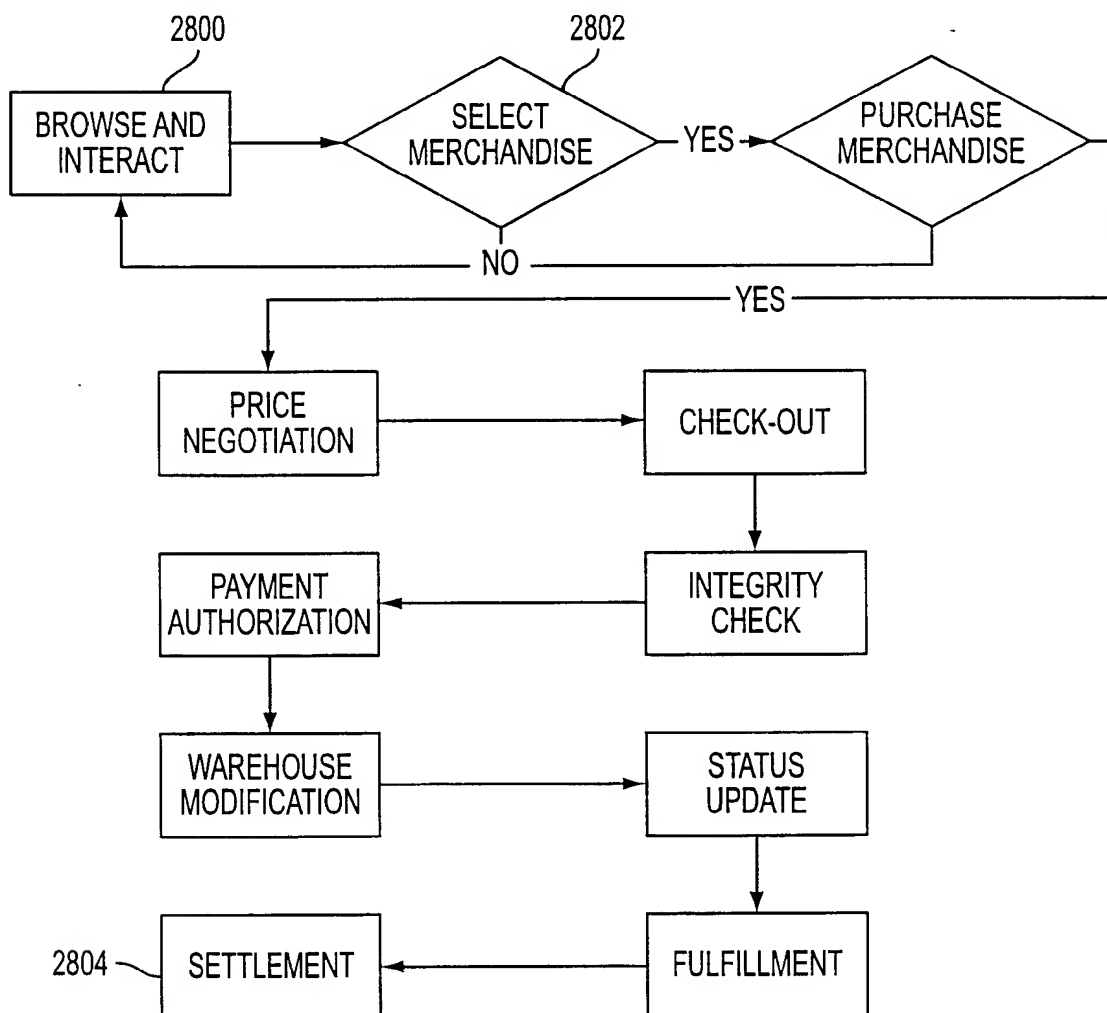 2800
2802
BROWSE AND
INTERACT
SELECT
MERCHANDISE
YES
PURCHASE
MERCHANDISE
NO
YES
PRICE
NEGOTIATION
CHECK-OUT
PAYMENT
AUTHORIZATION
INTEGRITY
CHECK
WAREHOUSE
MODIFICATION
STATUS
UPDATE
2804
SETTLEMENT
FULFILLMENT